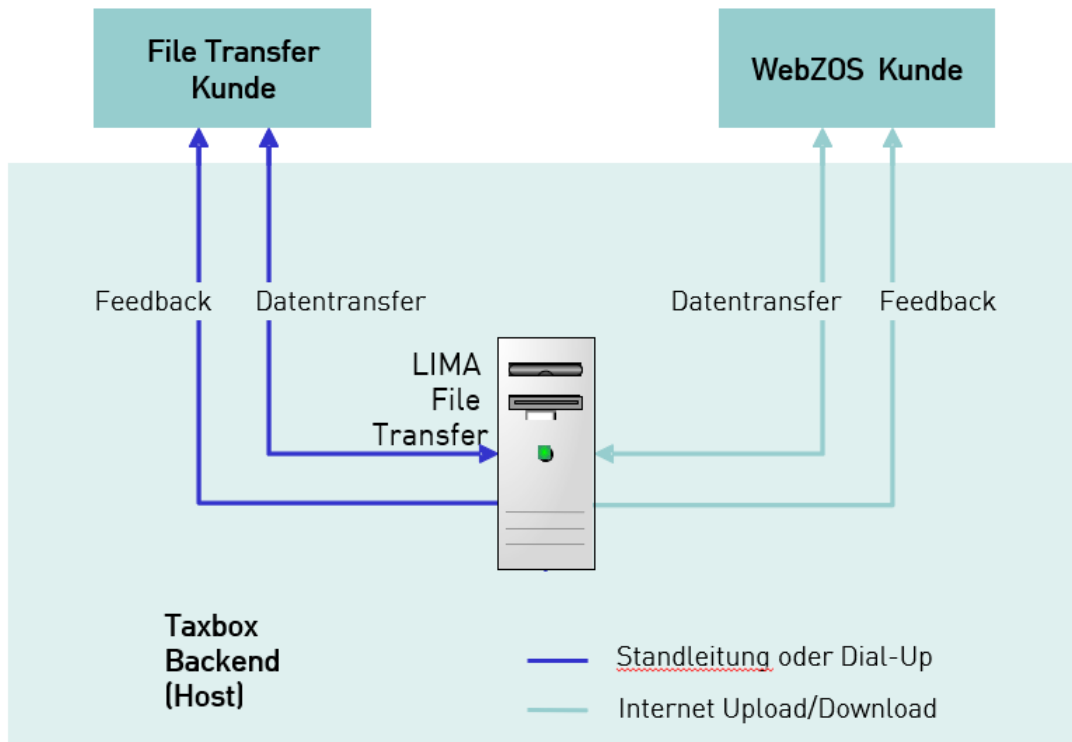 File Transfer
Kunde
WebZOS Kunde
Feedback
Datentransfer
Datentransfer
Feedback
LIMA
File
Transfer
Taxbox
Backend
(Host)
Standleitung oder Dial-Up
Internet Upload/Download